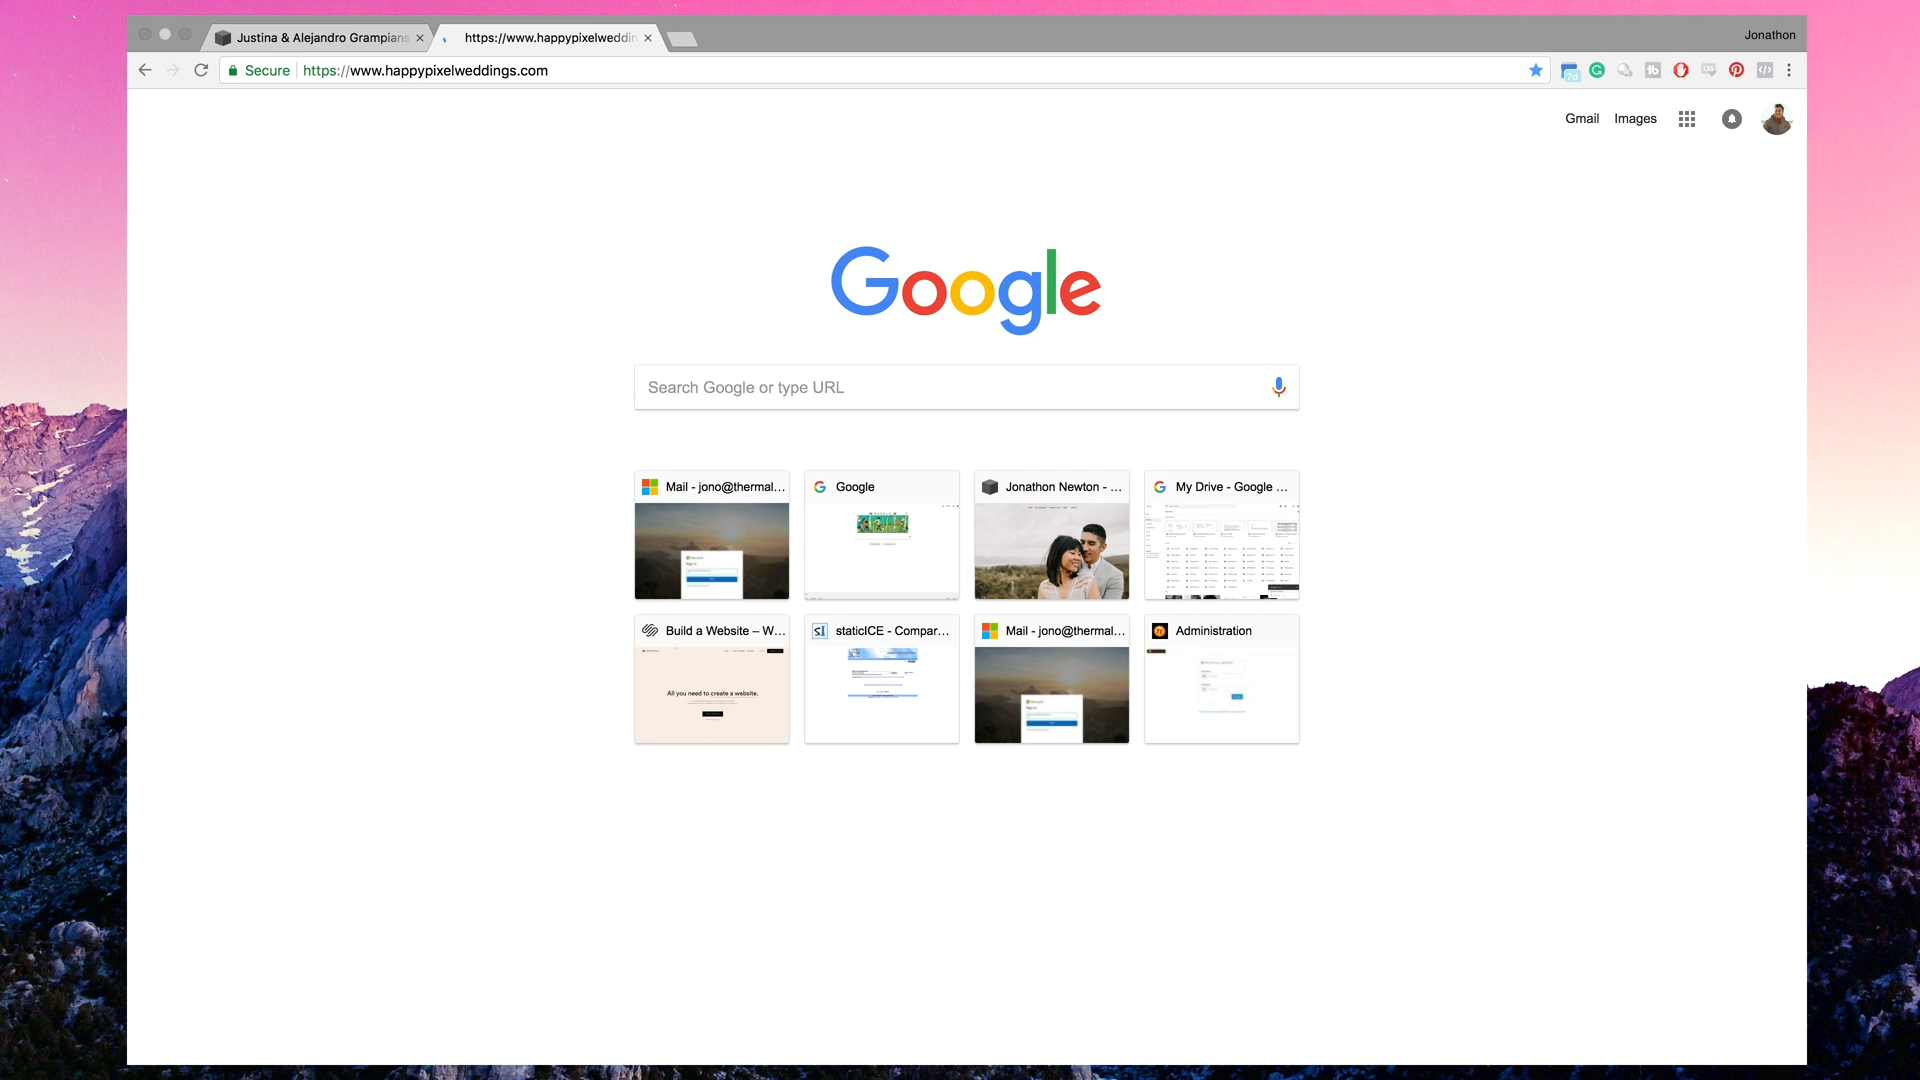 Justina & Alejandro Grampians
https://www.happypixelweddin
Jonathon
Secure
https://www.happypixelweddings.com
7d
Gmail
Images
Google
Search Google or type URL
Mail - jono@thermal...
Google
Jonathon Newton - ...
My Drive - Google ...
Build a Website – W...
staticICE - Compar...
Mail - jono@thermal...
Administration
All you need to create a website.